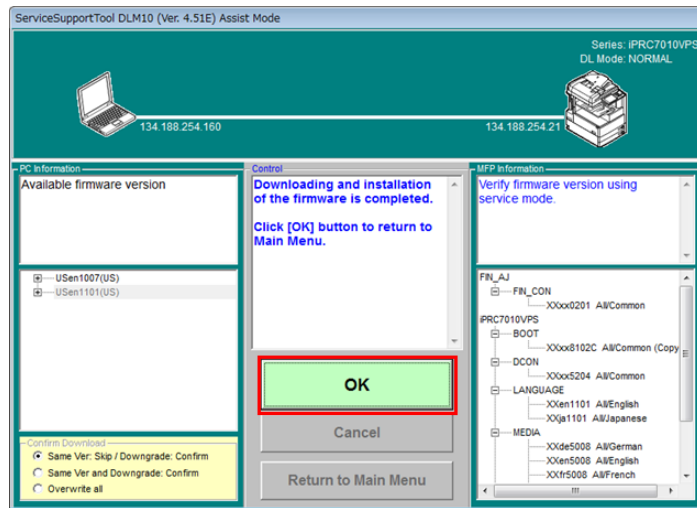 ServiceSupportTool DLM10 (Ver. 4.51E) Assist Mode
Series: iPRC7010VPS
DL Mode: NORMAL
134.188.254.160
134.188.254.21
PC Information
Available firmware version
USen1007(US)
USen1101(US)
Confirm Download
Same Ver: Skip / Downgrade: Confirm
Same Ver and Downgrade: Confirm
Overwrite all
Control
Downloading and installation
of the firmware is completed.
Click [OK] button to return to
Main Menu.
OK
Cancel
Return to Main Menu
MFP Information
Verify firmware version using
service mode.
FIN_AJ
FIN_CON
XXxx0201 All/Common
iPRC7010VPS
BOOT
XXxx8102C All/Common (Copy
DCON
XXxx5204 All/Common
LANGUAGE
XXen1101 All/English
XXja1101 All/Japanese
MEDIA
XXde5008 All/German
XXen5008 All/English
XXfr5008 All/French